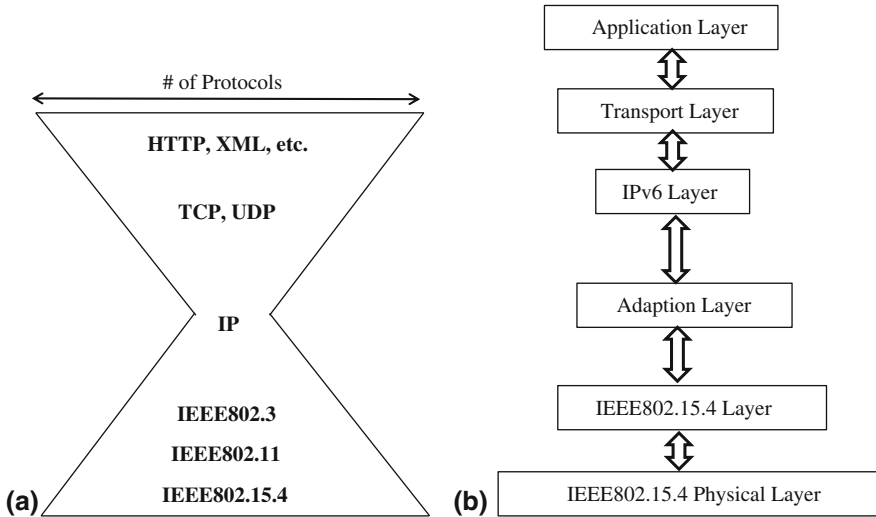 # of Protocols
HTTP, XML, etc.
TCP, UDP
IP
IEEE802.3
IEEE802.11
IEEE802.15.4
(a)
Application Layer
Transport Layer
IPv6 Layer
Adaption Layer
IEEE802.15.4 Layer
IEEE802.15.4 Physical Layer
(b)